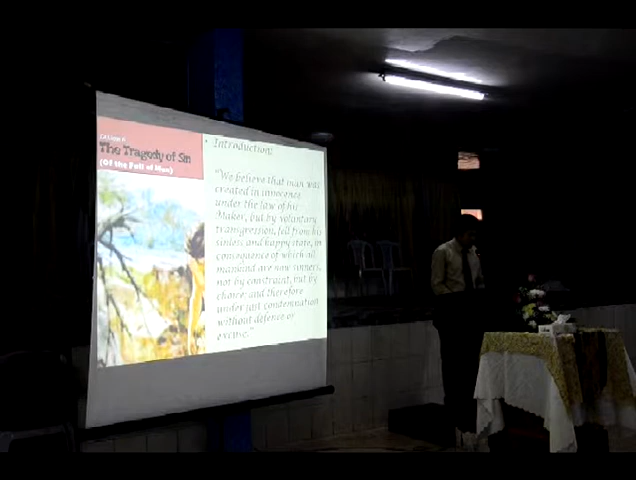 The Tragedy of Sin
(Of the Fall of Man)
• Introduction:
"We believe that man was
created in innocence
under the law of his
Maker, but by voluntary
transgression, fell from his
sinless and happy state, in
consequence of which all
mankind are now sinners,
not by constraint, but by
choice; and therefore
under just condemnation
without defence or
excuse."